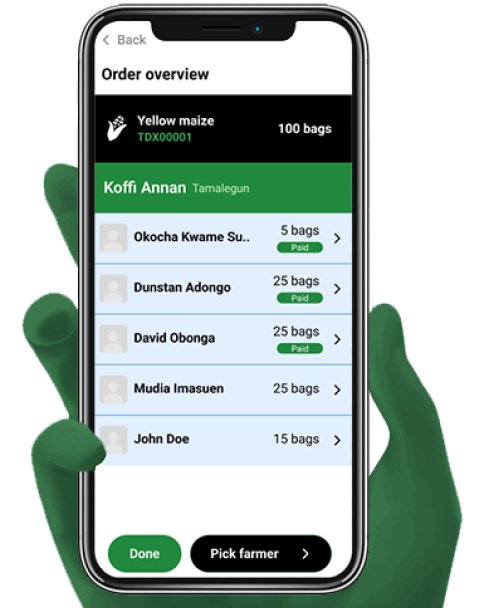 < Back
Order overview
Yellow maize
TDX00001
100 bags
Koffi Annan Tamalegun
Okocha Kwame Su..
5 bags
Paid
Dunstan Adongo
25 bags
Paid
David Obonga
25 bags
Paid
Mudia Imasuen
25 bags
John Doe
15 bags
Done
Pick farmer >